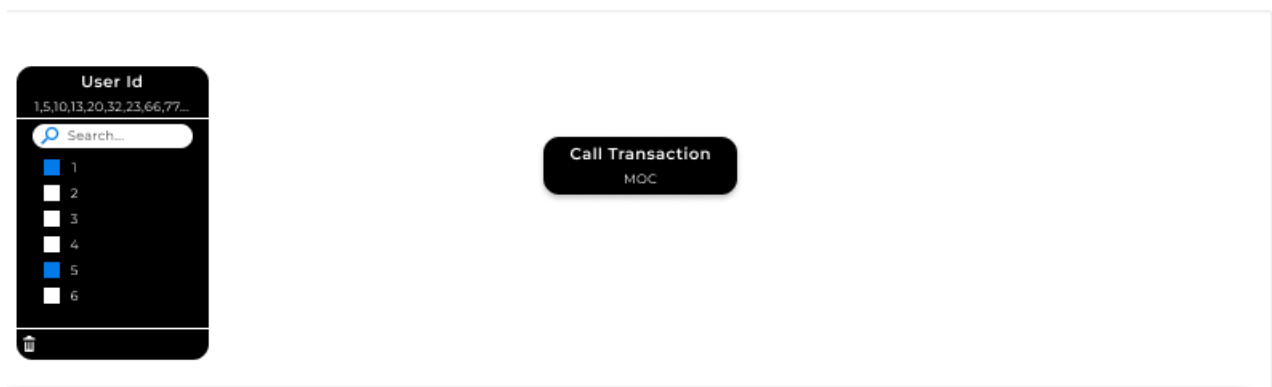 User Id
1,5,10,13,20,32,23,66,77...
Search...
1
2
3
4
5
6
Call Transaction
MOC